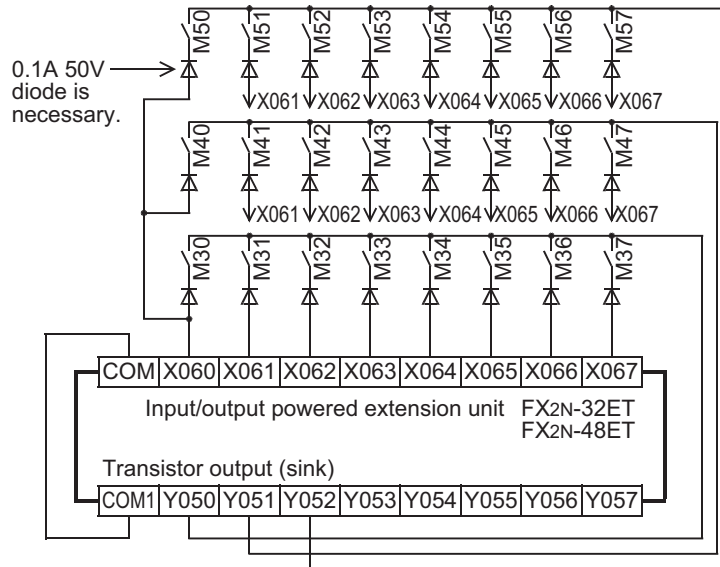 M50 M51 M52 M53 M54 M55 M56 M57
0.1A 50V
diode is
necessary.
X061 X062 X063 X064 X065 X066 X067
M40 M41 M42 M43 M44 M45 M46 M47
X061 X062 X063 X064 X065 X066 X067
M30 M31 M32 M33 M34 M35 M36 M37
COM X060 X061 X062 X063 X064 X065 X066 X067
Input/output powered extension unit FX2N-32ET
FX2N-48ET
Transistor output (sink)
COM1 Y050 Y051 Y052 Y053 Y054 Y055 Y056 Y057